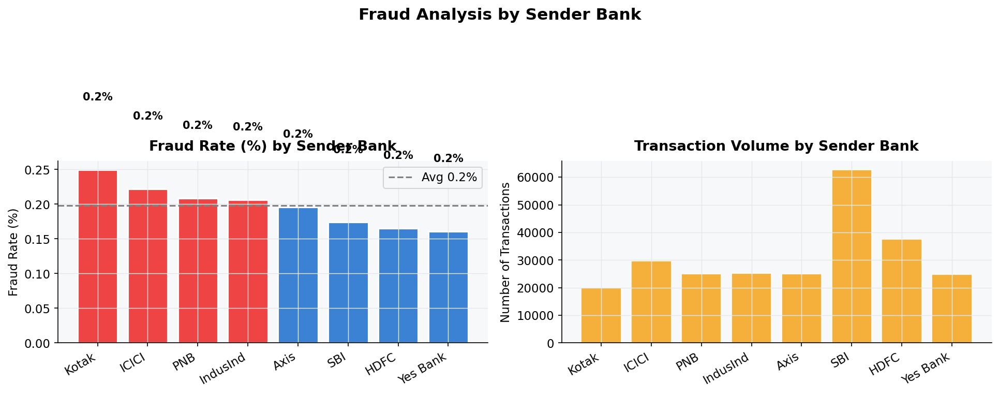 Fraud Analysis by Sender Bank
0.2%
0.2%
0.2%
0.2%
0.2%
0.2%
0.2%
0.2%
Fraud Rate (%) by Sender Bank
Avg 0.2%
Fraud Rate (%)
0.25
0.20
0.15
0.10
0.05
0.00
Kotak
ICICI
PNB
IndusInd
Axis
SBI
HDFC
Yes Bank
Transaction Volume by Sender Bank
Number of Transactions
60000
50000
40000
30000
20000
10000
0
Kotak
ICICI
PNB
IndusInd
Axis
SBI
HDFC
Yes Bank